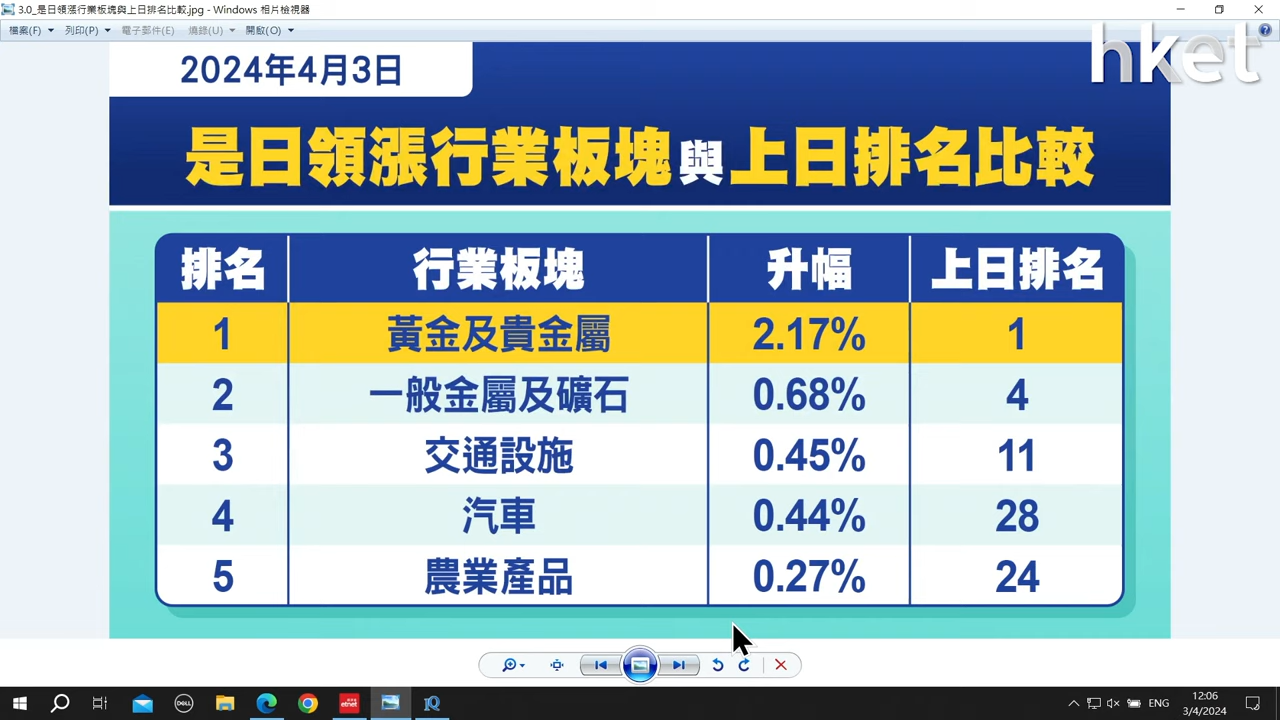 3.0_是日領漲行業板塊與上日排名比較.jpg - Windows 相片檢視器
檔案(F) 列印(P) 電子郵件(E) 燒錄(U) 開啟(O)
hket
2024年4月3日
是日領漲行業板塊與上日排名比較
排名 行業板塊 升幅 上日排名
1 黃金及貴金屬 2.17% 1
2 一般金屬及礦石 0.68% 4
3 交通設施 0.45% 11
4 汽車 0.44% 28
5 農業產品 0.27% 24
DELL etnet IQ ENG 12:06
3/4/2024